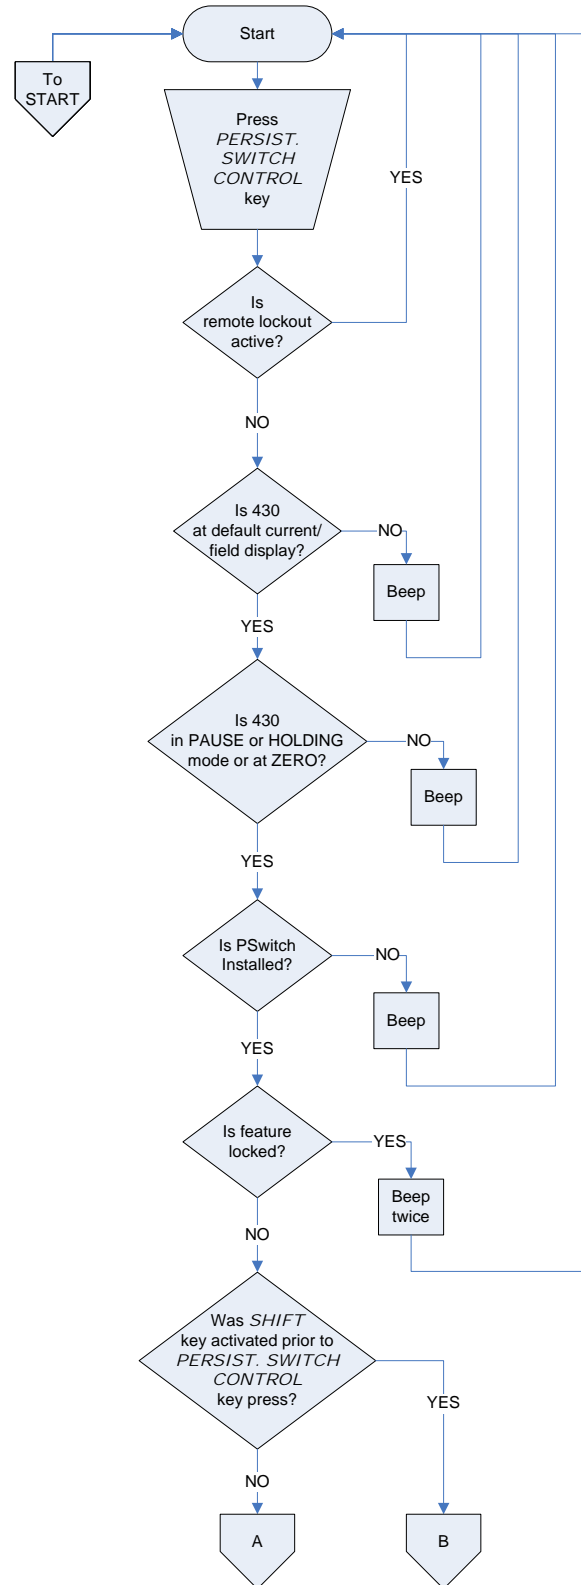 Start
To
START
Press
PERSIST.
SWITCH
CONTROL
key
YES
Is
remote lockout
active?
NO
Is 430
at default current/
field display?
NO
Beep
YES
Is 430
in PAUSE or HOLDING
mode or at ZERO?
NO
Beep
YES
Is PSwitch
Installed?
NO
Beep
YES
Is feature
locked?
YES
Beep
twice
NO
Was SHIFT
key activated prior to
PERSIST. SWITCH
CONTROL
key press?
YES
NO
A
B